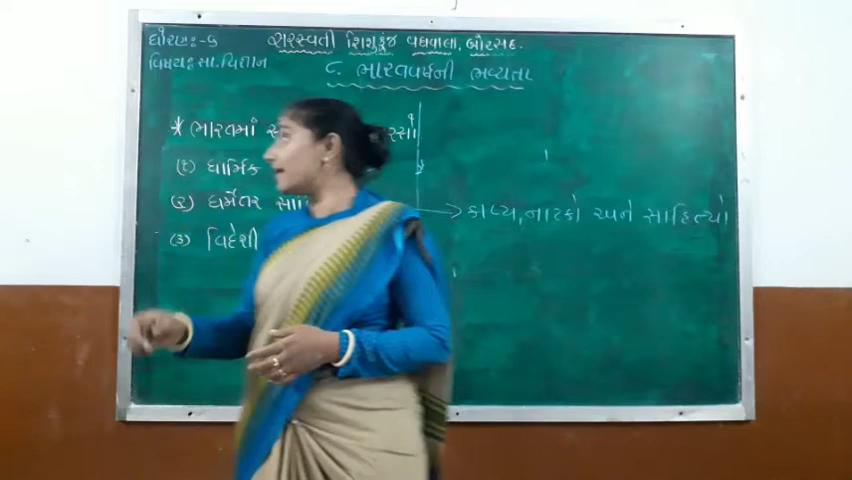 ધોરણઃ-૬
સરસ્વતી શિશુકુંજ વઘવાલા, બોરસદ.
વિષયઃ સા.વિજ્ઞાન
૮. ભારતવર્ષની ભવ્યતા
* ભારતમાં
(૧) ધાર્મિક
(૨) ધર્મેતર
(૩) વિદેશી
કાવ્ય, નાટકો અને સાહિત્યો